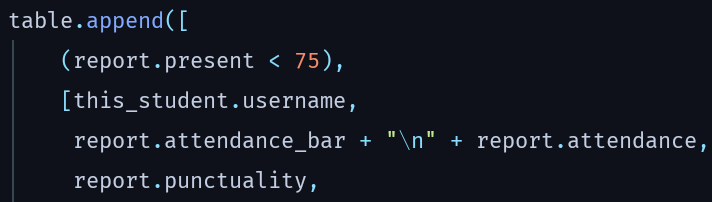 table.append([
    (report.present < 75),
    [this_student.username,
     report.attendance_bar + "\n" + report.attendance,
     report.punctuality,